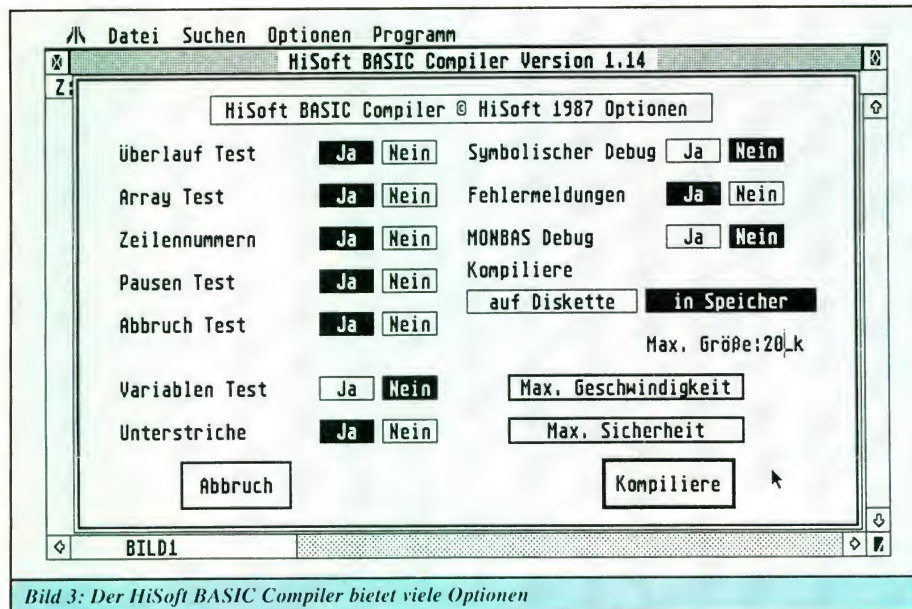 Datei Suchen Optionen Programm
HiSoft BASIC Compiler Version 1.14
Z:
HiSoft BASIC Compiler © HiSoft 1987 Optionen
Überlauf Test Ja Nein
Array Test Ja Nein
Zeilennummern Ja Nein
Pausen Test Ja Nein
Abbruch Test Ja Nein
Variablen Test Ja Nein
Unterstriche Ja Nein
Symbolischer Debug Ja Nein
Fehlermeldungen Ja Nein
MONBAS Debug Ja Nein
Kompiliere
auf Diskette in Speicher
Max. Größe:20_k
Max. Geschwindigkeit
Max. Sicherheit
Abbruch
Kompiliere
BILD1
Bild 3: Der HiSoft BASIC Compiler bietet viele Optionen